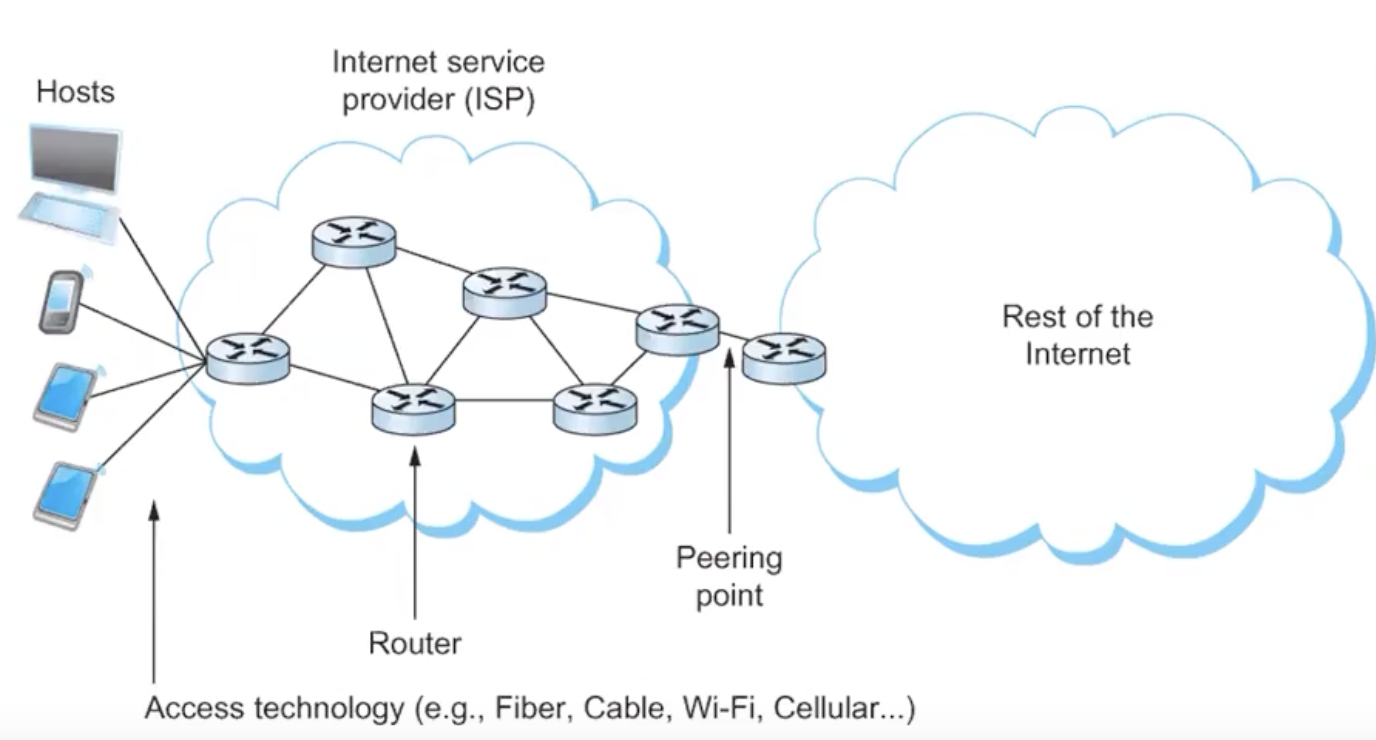 Hosts
Internet service
provider (ISP)
Rest of the
Internet
Peering
point
Router
Access technology (e.g., Fiber, Cable, Wi-Fi, Cellular...)